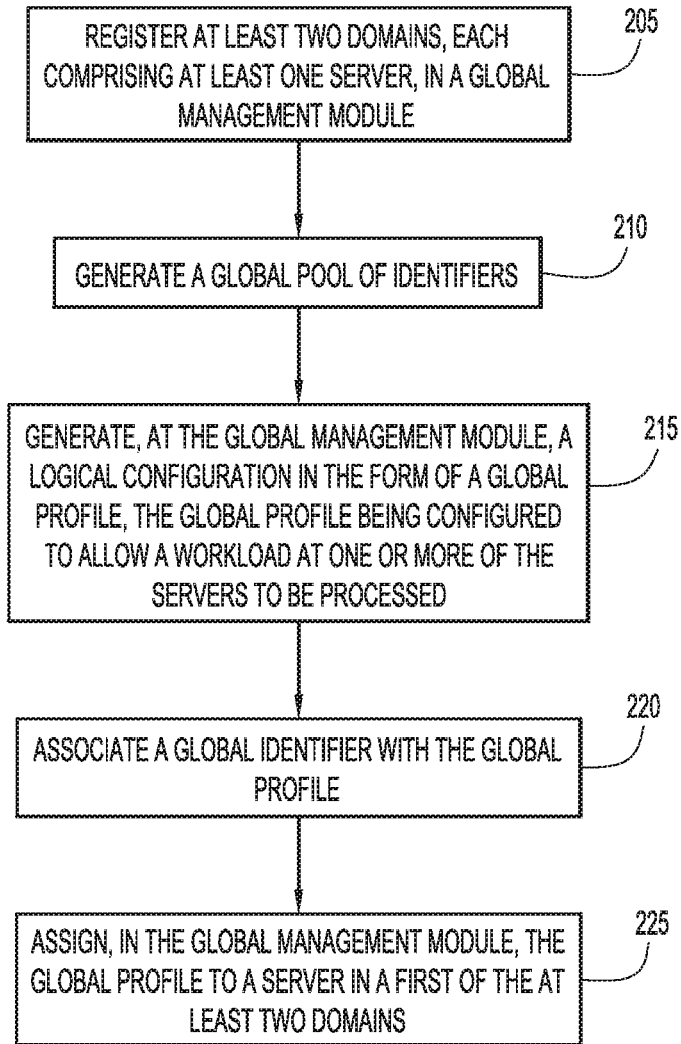 REGISTER AT LEAST TWO DOMAINS, EACH
COMPRISING AT LEAST ONE SERVER, IN A GLOBAL
MANAGEMENT MODULE
205
GENERATE A GLOBAL POOL OF IDENTIFIERS
210
GENERATE, AT THE GLOBAL MANAGEMENT MODULE, A
LOGICAL CONFIGURATION IN THE FORM OF A GLOBAL
PROFILE, THE GLOBAL PROFILE BEING CONFIGURED
TO ALLOW A WORKLOAD AT ONE OR MORE OF THE
SERVERS TO BE PROCESSED
215
ASSOCIATE A GLOBAL IDENTIFIER WITH THE GLOBAL
PROFILE
220
ASSIGN, IN THE GLOBAL MANAGEMENT MODULE, THE
GLOBAL PROFILE TO A SERVER IN A FIRST OF THE AT
LEAST TWO DOMAINS
225